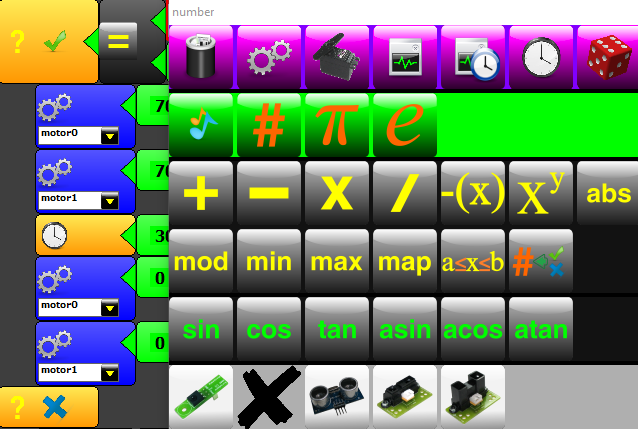 number
?
=
70
motor0
# π e
70
motor1
+ − x / -(x) xʸ abs
30
mod min max map a≤x≤b #
0
motor0
sin cos tan asin acos atan
0
motor1
?